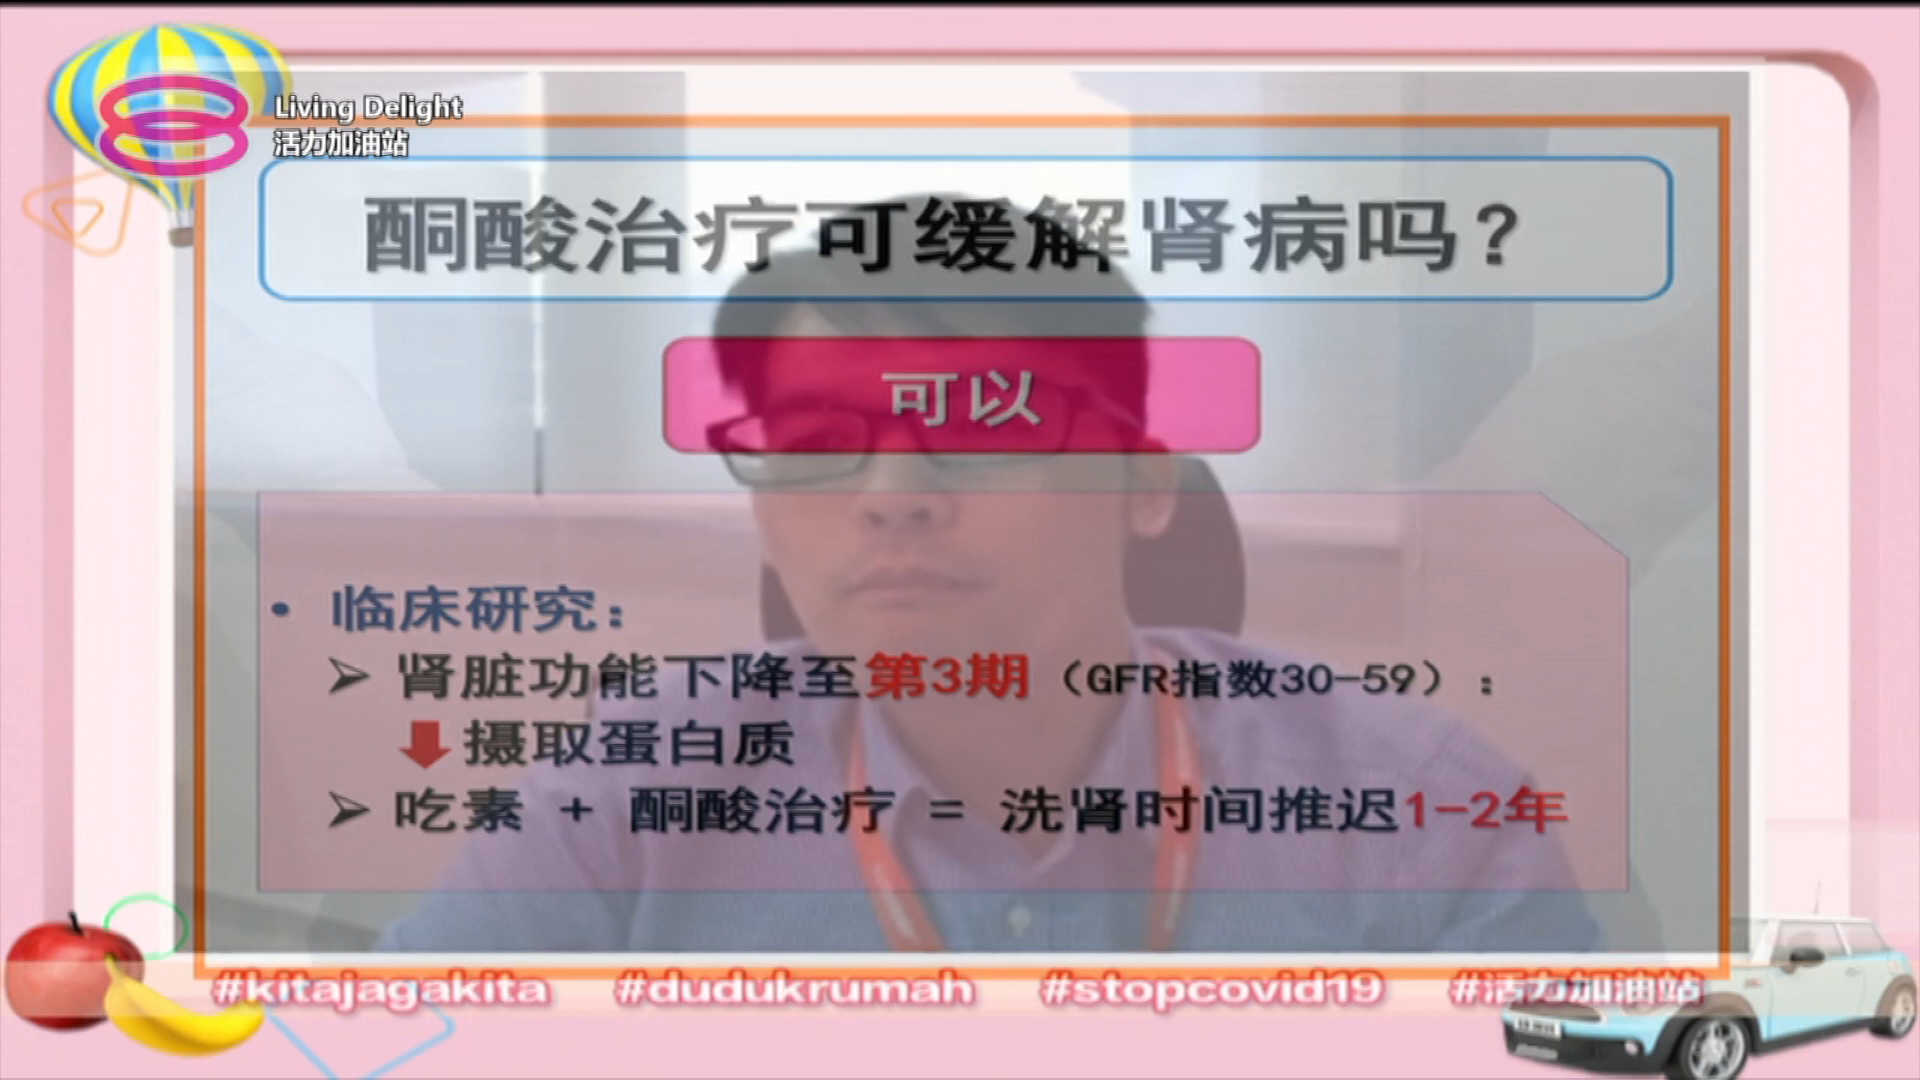 Living Delight
活力加油站
酮酸治疗可缓解肾病吗？
可以
• 临床研究：
➢ 肾脏功能下降至第3期（GFR指数30-59）：
摄取蛋白质
➢ 吃素 + 酮酸治疗 = 洗肾时间推迟1-2年
#kitajagakita #dudukrumah #stopcovid19 #活力加油站